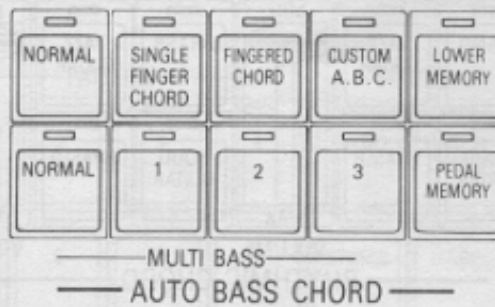 NORMAL
SINGLE
FINGER
CHORD
FINGERED
CHORD
CUSTOM
A.B.C.
LOWER
MEMORY
NORMAL
1
2
3
PEDAL
MEMORY
MULTI BASS
AUTO BASS CHORD